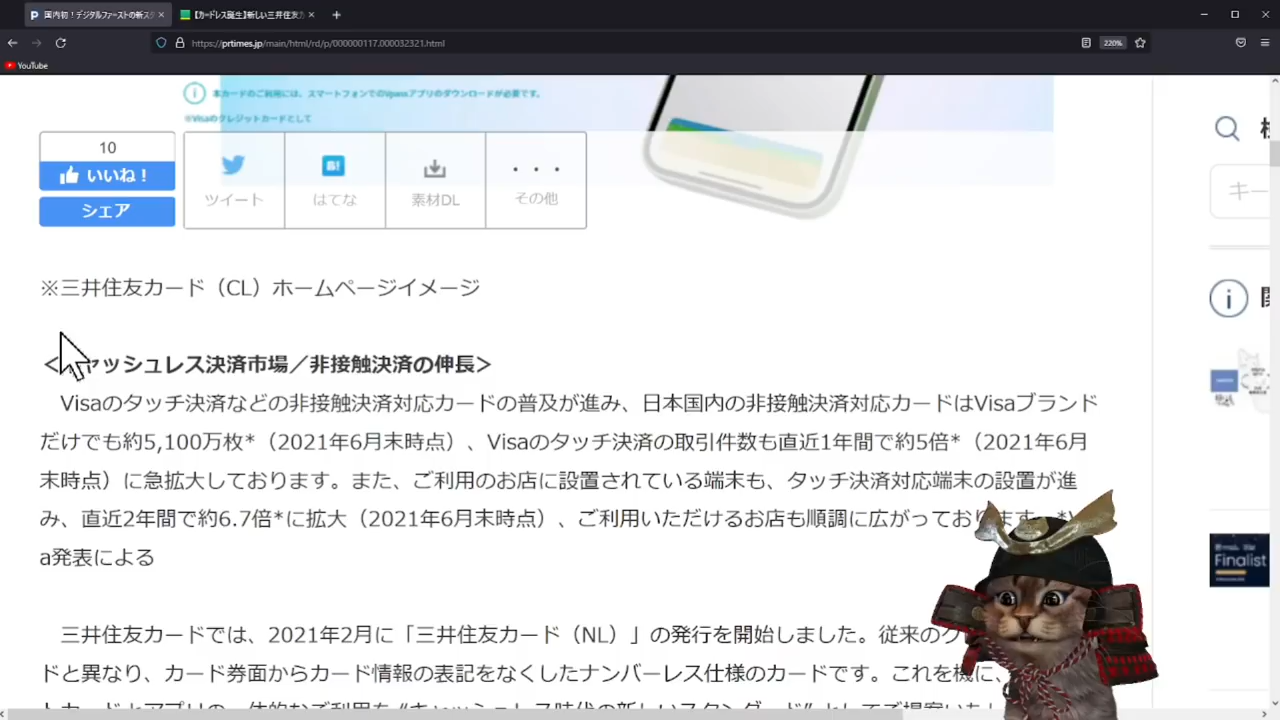 国内初！デジタルファーストの新ス
【カードレス誕生】新しい三井住友カ
https://prtimes.jp/main/html/rd/p/000000117.000032321.html
220%
YouTube
本カードのご利用には、スマートフォンでのVpassアプリのダウンロードが必要です。
※Visaのクレジットカードとして
10
いいね！
シェア
ツイート
はてな
素材DL
その他
キー
※三井住友カード（CL）ホームページイメージ
ャッシュレス決済市場／非接触決済の伸長＞
Visaのタッチ決済などの非接触決済対応カードの普及が進み、日本国内の非接触決済対応カードはVisaブランド
だけでも約5,100万枚*（2021年6月末時点）、Visaのタッチ決済の取引件数も直近1年間で約5倍*（2021年6月
末時点）に急拡大しております。また、ご利用のお店に設置されている端末も、タッチ決済対応端末の設置が進
み、直近2年間で約6.7倍*に拡大（2021年6月末時点）、ご利用いただけるお店も順調に広がっております。*V
a発表による
Finalist
三井住友カードでは、2021年2月に「三井住友カード（NL）」の発行を開始しました。従来のク
ドと異なり、カード券面からカード情報の表記をなくしたナンバーレス仕様のカードです。これを機に、